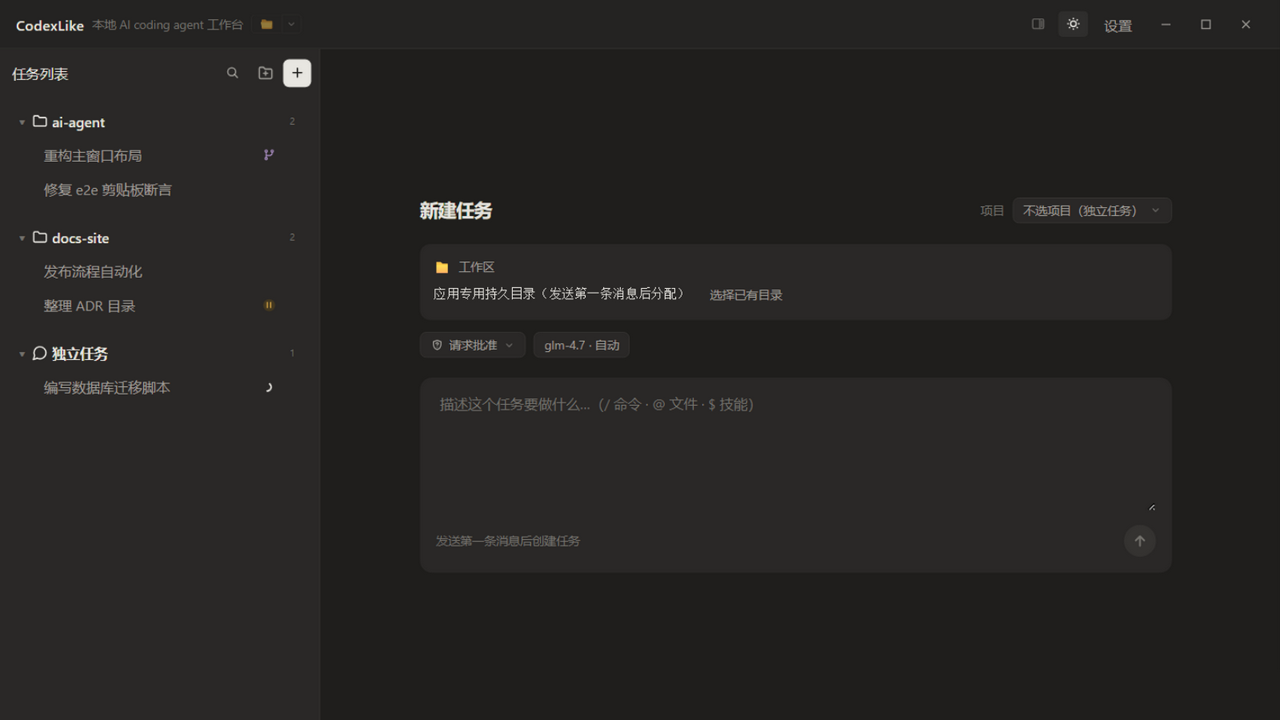 CodexLike 本地 AI coding agent 工作台
设置
任务列表
ai-agent 2
重构主窗口布局
修复 e2e 剪贴板断言
docs-site 2
发布流程自动化
整理 ADR 目录
独立任务 1
编写数据库迁移脚本
新建任务
项目 不选项目（独立任务）
工作区
应用专用持久目录（发送第一条消息后分配） 选择已有目录
请求批准 glm-4.7 · 自动
描述这个任务要做什么...（/ 命令 · @ 文件 · $ 技能）
发送第一条消息后创建任务